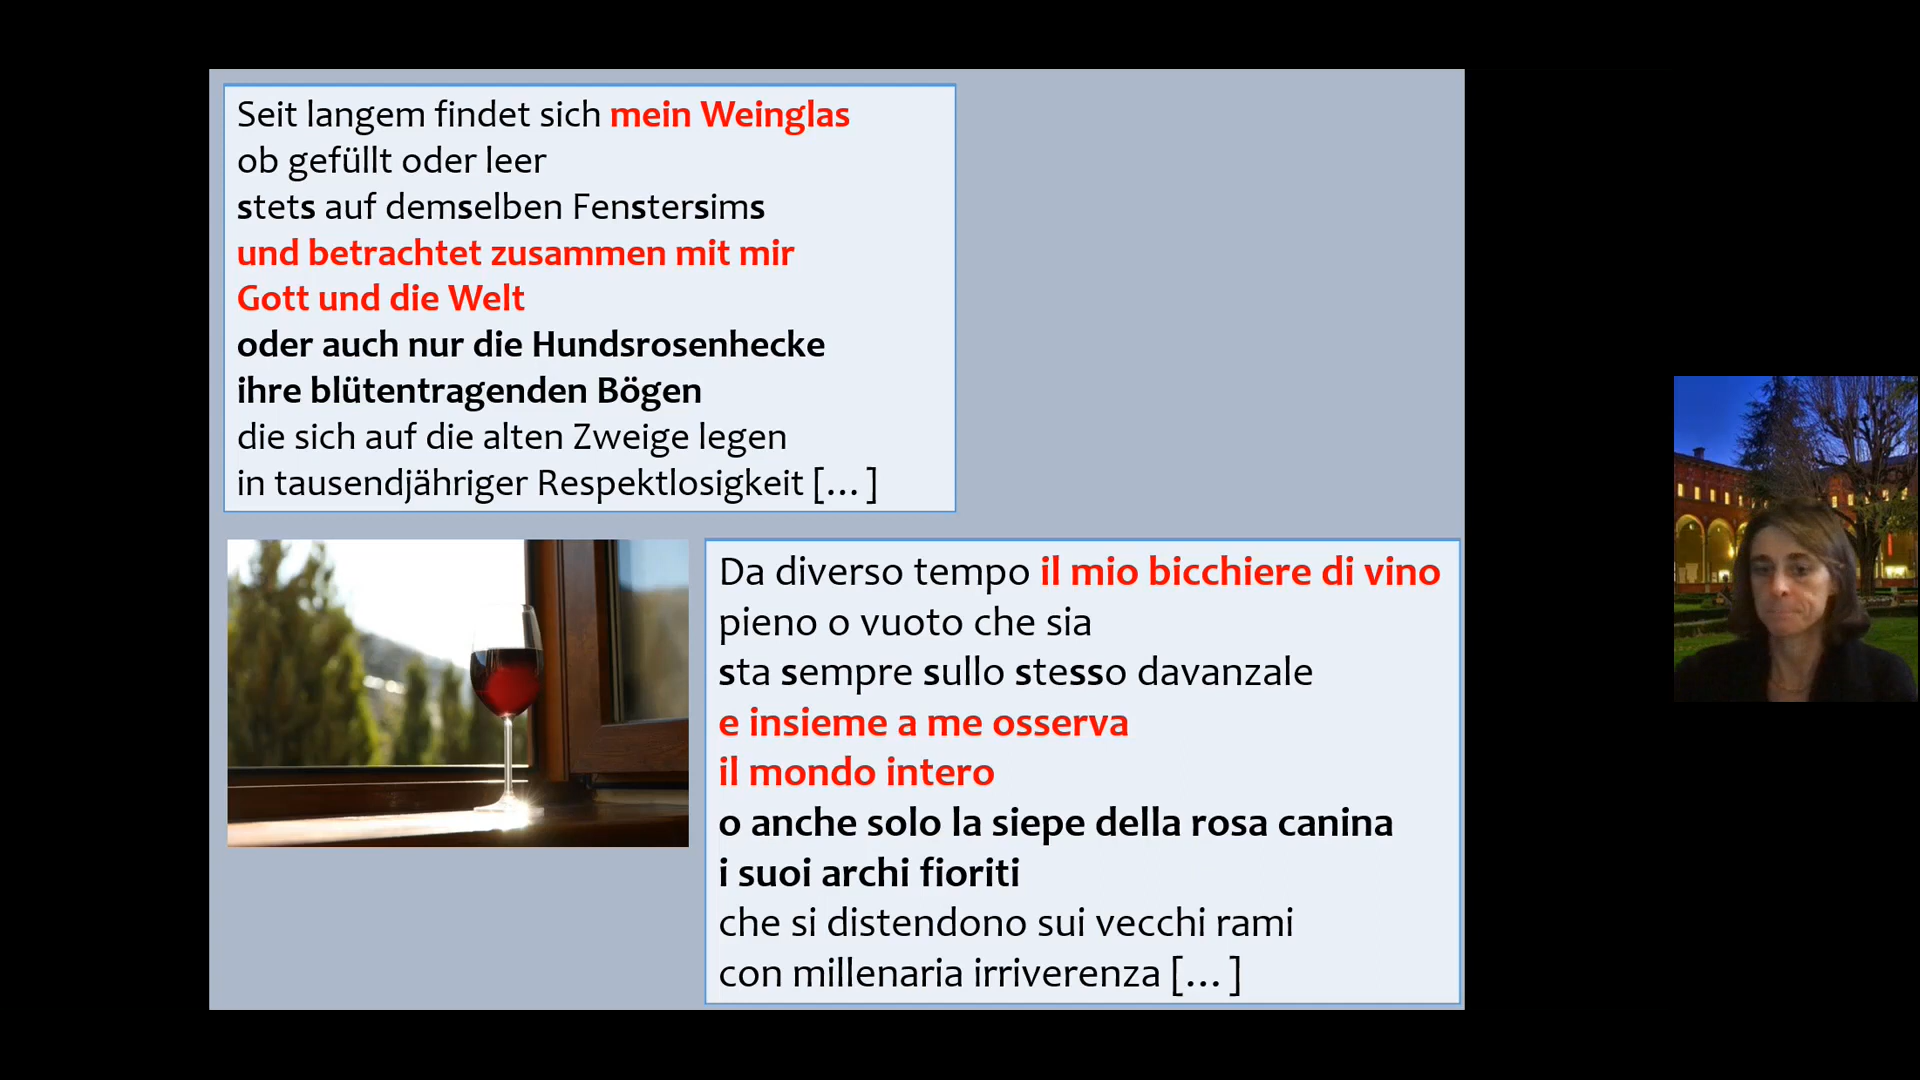 Seit langem findet sich mein Weinglas
ob gefüllt oder leer
stets auf demselben Fenstersims
und betrachtet zusammen mit mir
Gott und die Welt
oder auch nur die Hundsrosenhecke
ihre blütentragenden Bögen
die sich auf die alten Zweige legen
in tausendjähriger Respektlosigkeit […]
Da diverso tempo il mio bicchiere di vino
pieno o vuoto che sia
sta sempre sullo stesso davanzale
e insieme a me osserva
il mondo intero
o anche solo la siepe della rosa canina
i suoi archi fioriti
che si distendono sui vecchi rami
con millenaria irriverenza […]